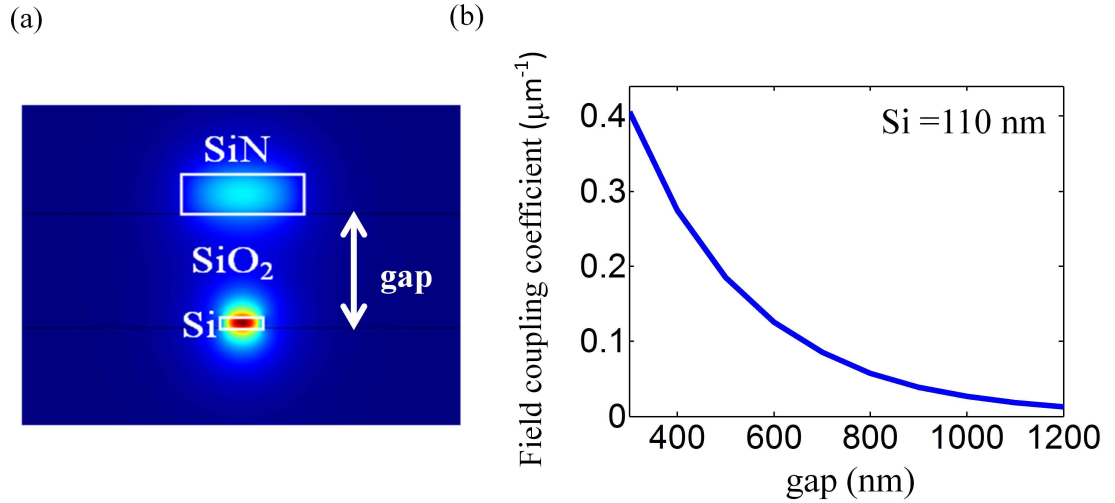 (a)
SiN
SiO₂
gap
Si
(b)
Field coupling coefficient (μm⁻¹)
0.4
0.3
0.2
0.1
0
Si =110 nm
400 600 800 1000 1200
gap (nm)